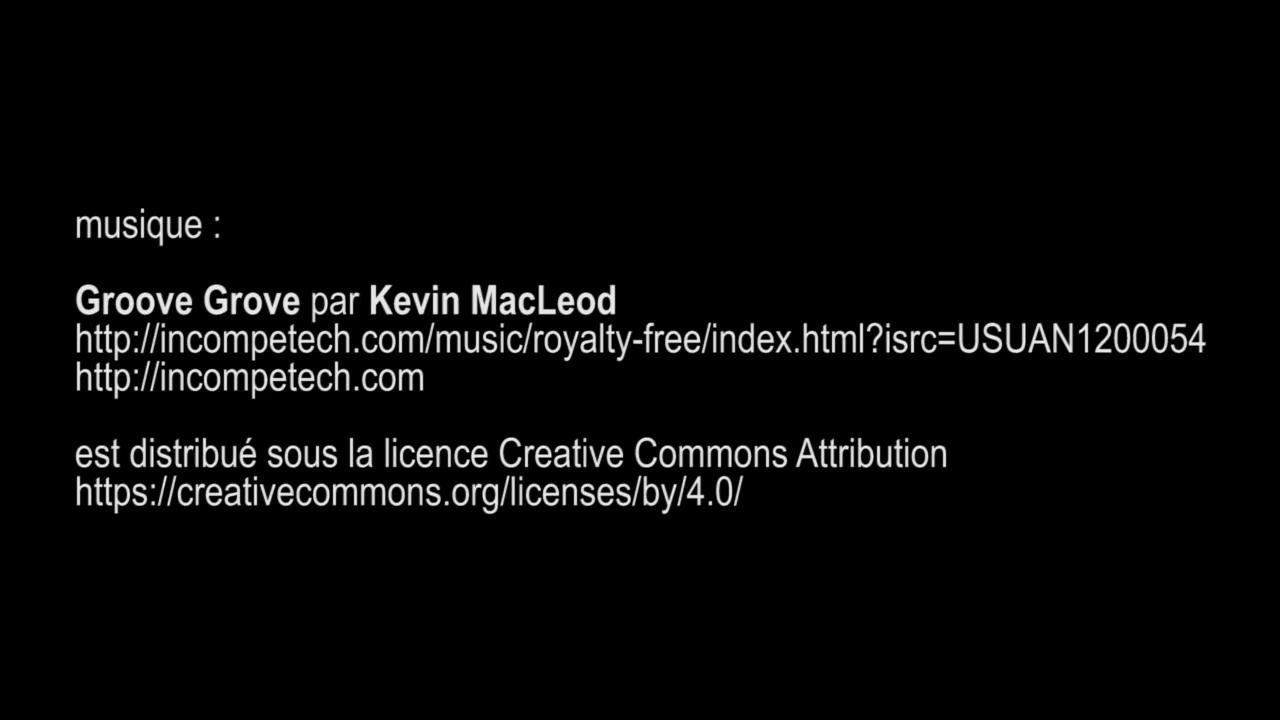 musique :
Groove Grove par Kevin MacLeod
http://incompetech.com/music/royalty-free/index.html?isrc=USUAN1200054
http://incompetech.com
est distribué sous la licence Creative Commons Attribution
https://creativecommons.org/licenses/by/4.0/